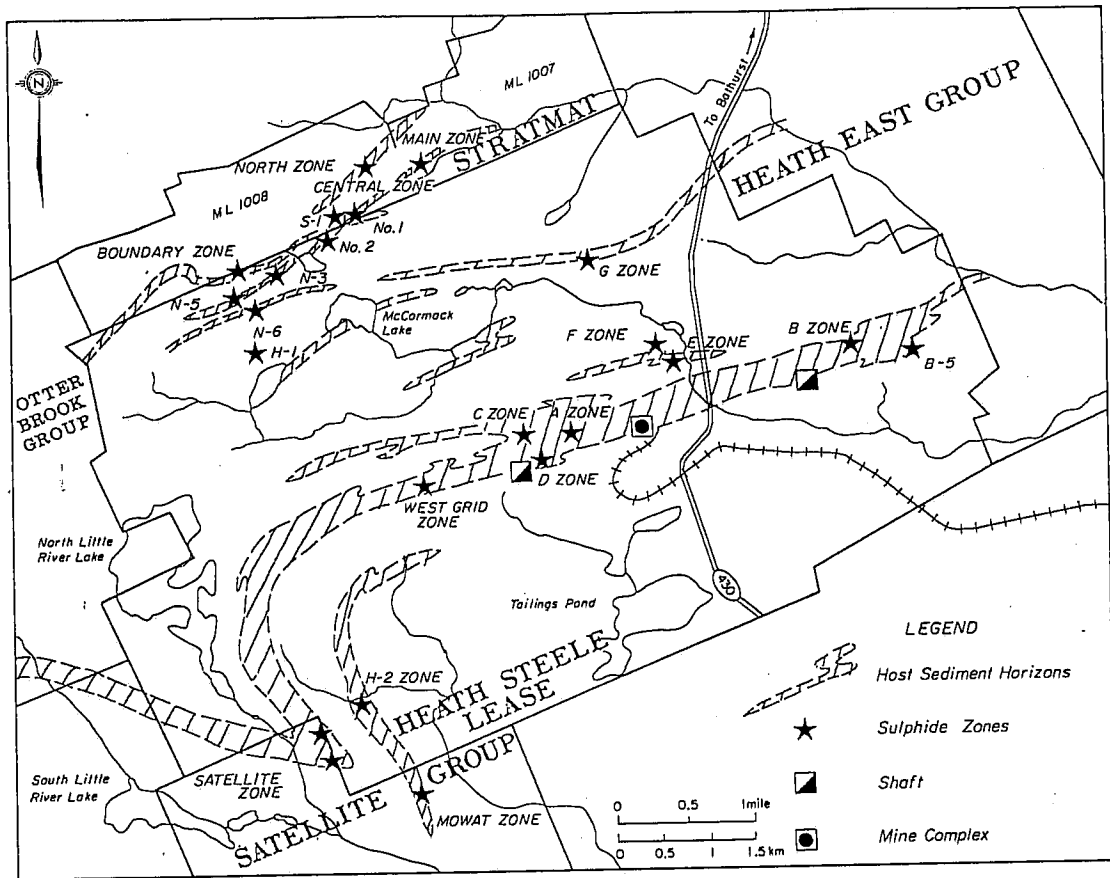 N
ML 1007
To Bathurst
HEATH EAST GROUP
MAIN ZONE
STRATMAT
NORTH ZONE
CENTRAL ZONE
ML 1008
S-1
No. 1
No. 2
BOUNDARY ZONE
N-3
N-5
N-6
H-1
G ZONE
McCormack
Lake
F ZONE
E ZONE
B ZONE
B-5
OTTER
BROOK
GROUP
C ZONE
A ZONE
D ZONE
WEST GRID
ZONE
North Little
River Lake
430
Tailings Pond
H-2 ZONE
HEATH STEELE
LEASE
South Little
River Lake
SATELLITE
ZONE
SATELLITE GROUP
MOWAT ZONE
LEGEND
Host Sediment Horizons
Sulphide Zones
Shaft
Mine Complex
0 0.5 1 mile
0 0.5 1 1.5 km